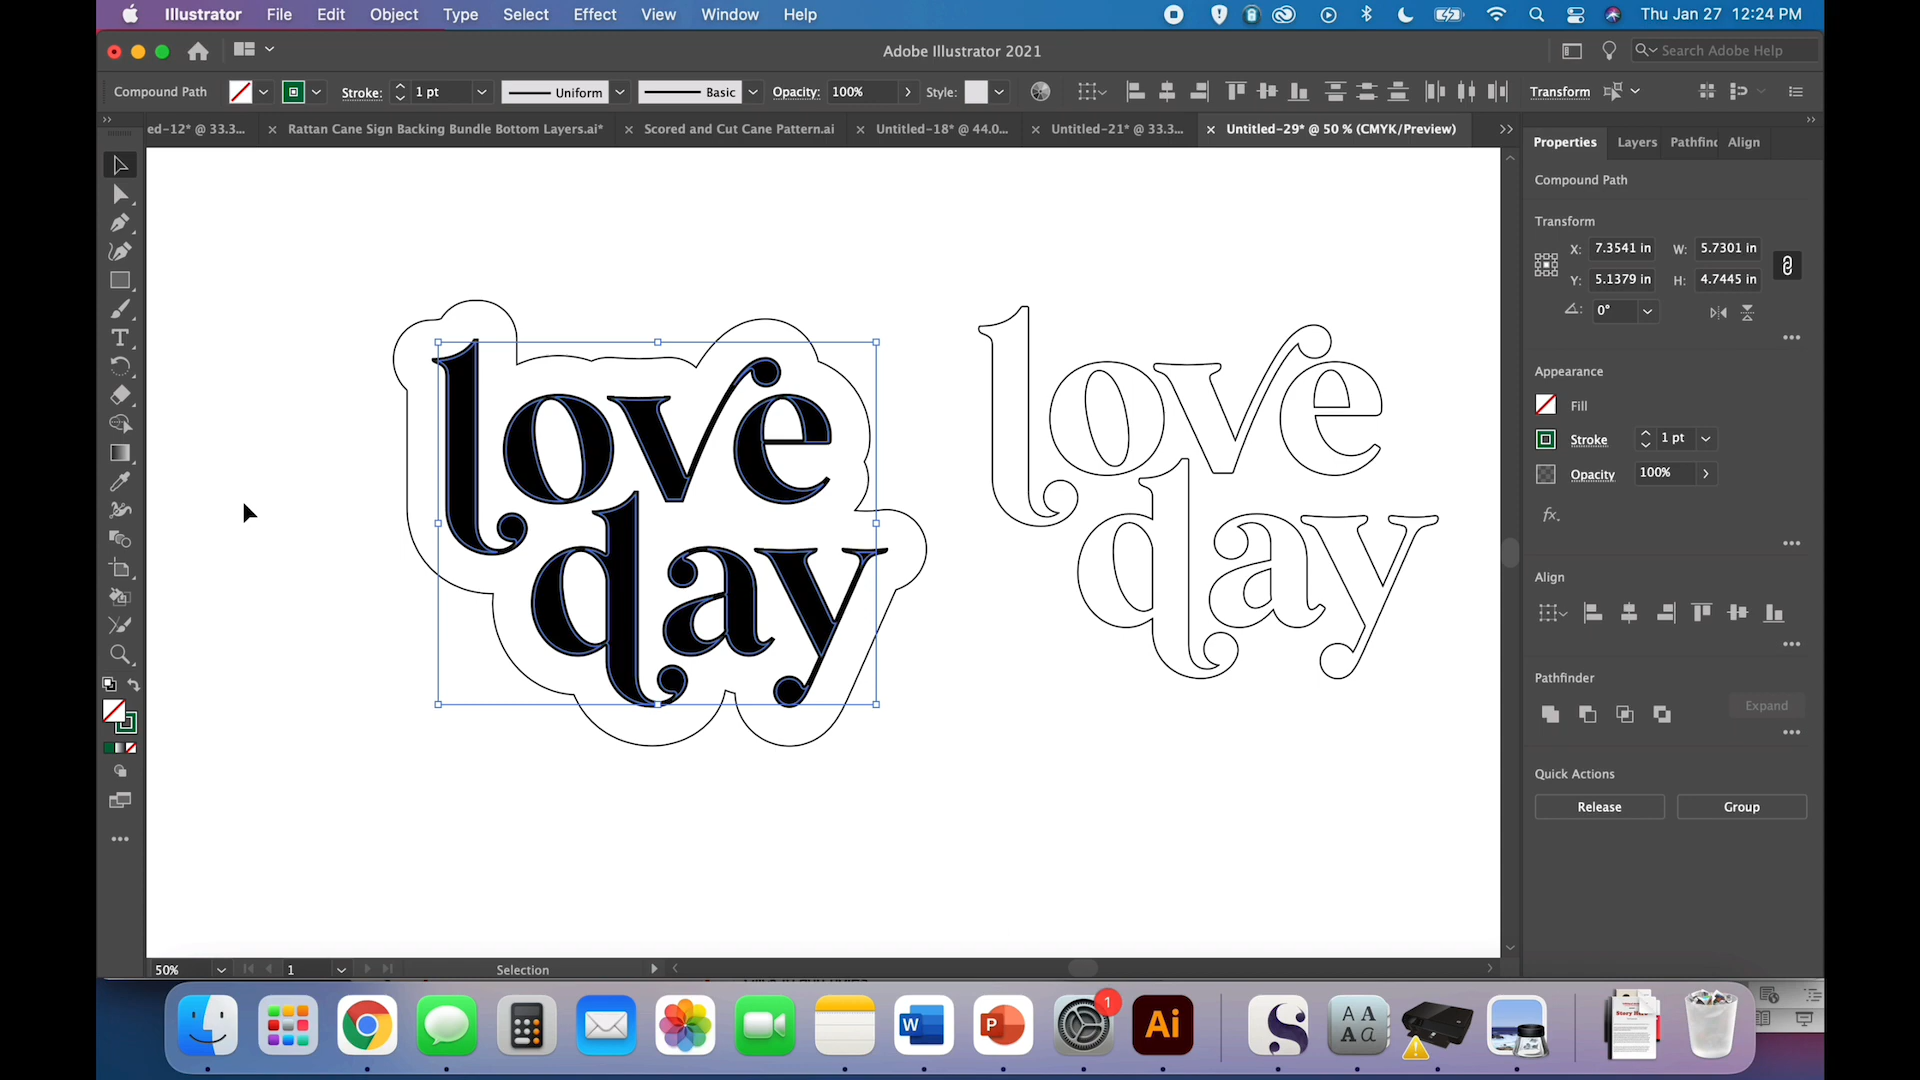 Illustrator File Edit Object Type Select Effect View Window Help Thu Jan 27 12:24 PM
Adobe Illustrator 2021 Search Adobe Help
Compound Path Stroke: 1 pt Uniform Basic Opacity: 100% Style: Transform
ed-12* @ 33.3... Rattan Cane Sign Backing Bundle Bottom Layers.ai* Scored and Cut Cane Pattern.ai Untitled-18* @ 44.0... Untitled-21* @ 33.3... Untitled-29* @ 50 % (CMYK/Preview)
Properties Layers Pathfinc Align
Compound Path
Transform
X: 7.3541 in W: 5.7301 in
Y: 5.1379 in H: 4.7445 in
0°
Appearance
Fill
Stroke 1 pt
Opacity 100%
fx.
Align
Pathfinder
Expand
Quick Actions
Release Group
love
day
love
day
50% 1 Selection
W P 1 Ai
A A
A a